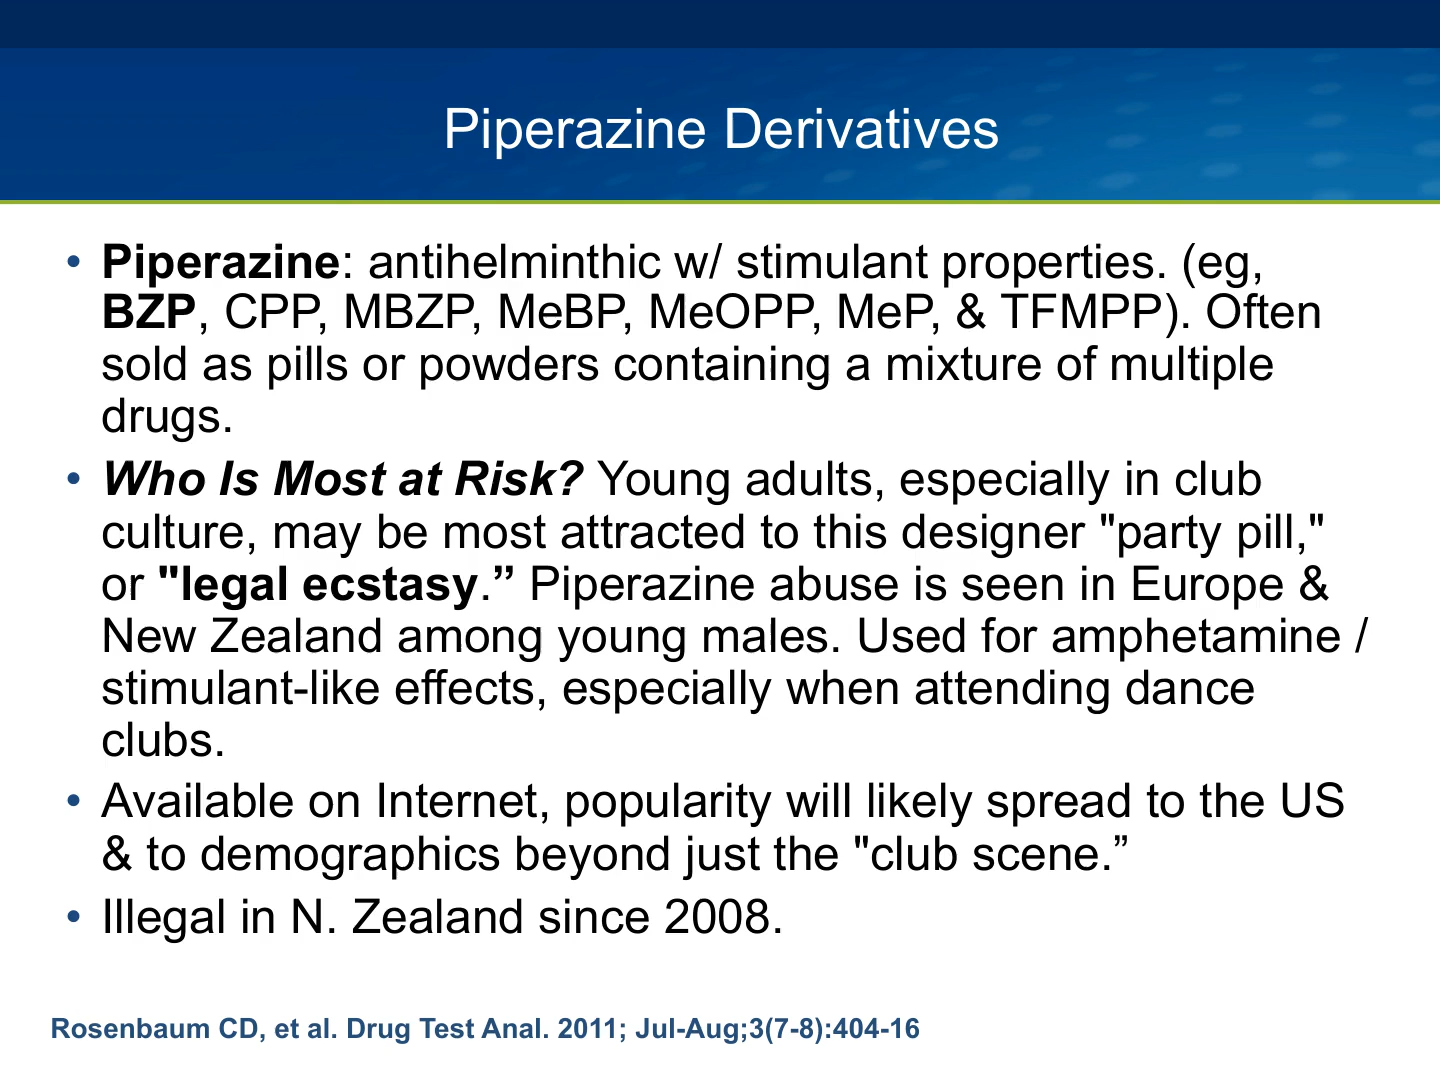 Piperazine Derivatives
• Piperazine: antihelminthic w/ stimulant properties. (eg,
BZP, CPP, MBZP, MeBP, MeOPP, MeP, & TFMPP). Often
sold as pills or powders containing a mixture of multiple
drugs.
• Who Is Most at Risk? Young adults, especially in club
culture, may be most attracted to this designer "party pill,"
or "legal ecstasy.” Piperazine abuse is seen in Europe &
New Zealand among young males. Used for amphetamine /
stimulant-like effects, especially when attending dance
clubs.
• Available on Internet, popularity will likely spread to the US
& to demographics beyond just the "club scene.”
• Illegal in N. Zealand since 2008.
Rosenbaum CD, et al. Drug Test Anal. 2011; Jul-Aug;3(7-8):404-16